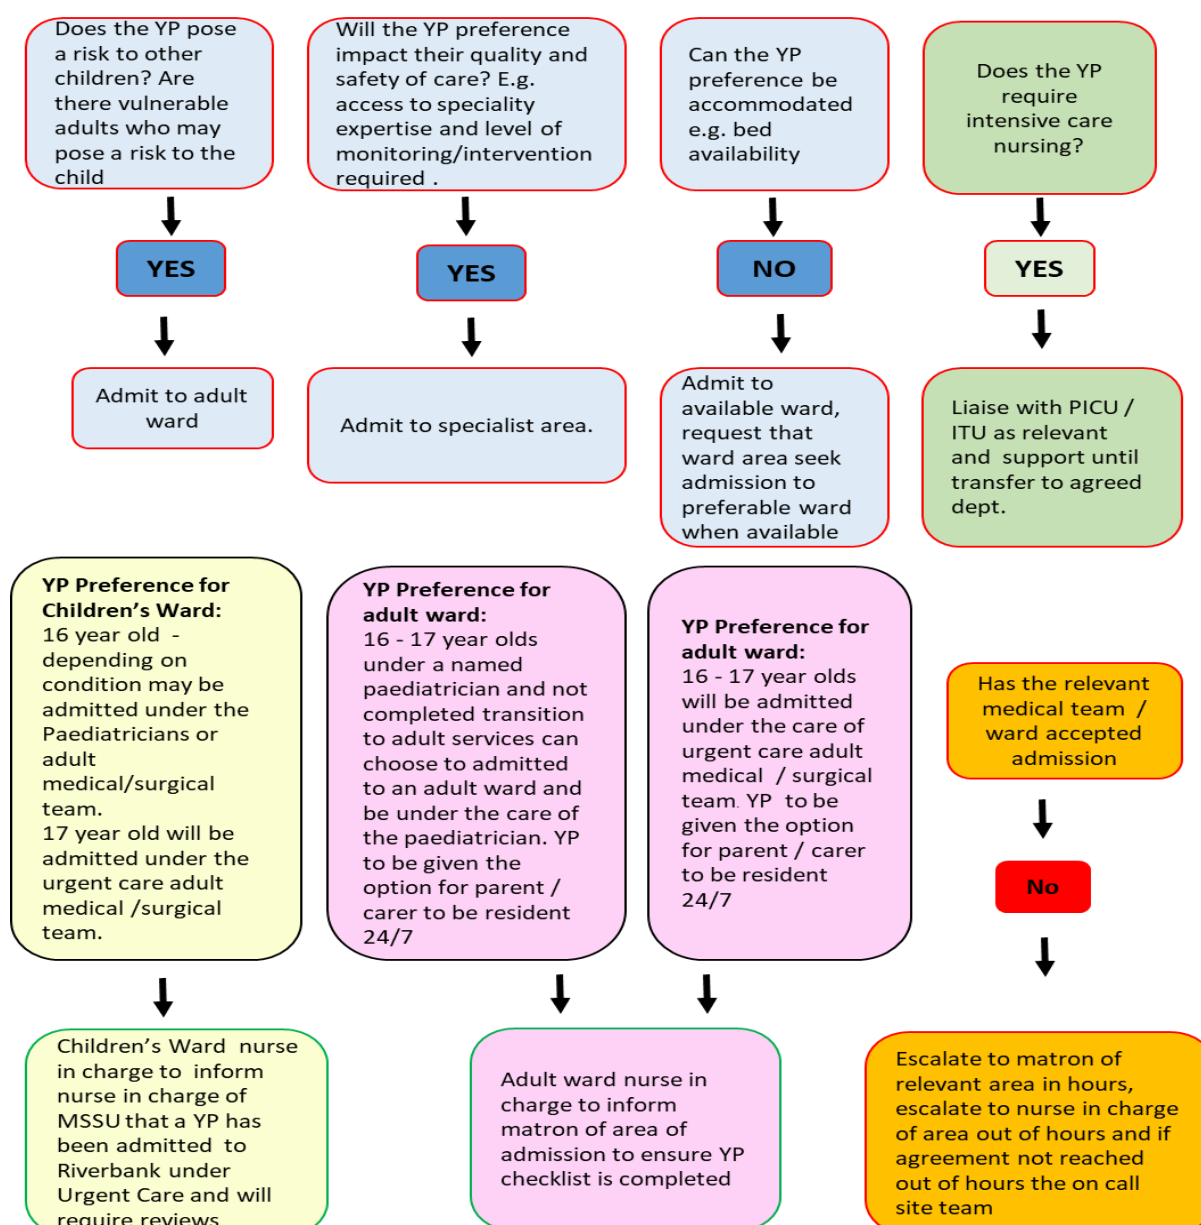 Does the YP pose
a risk to other
children? Are
there vulnerable
adults who may
pose a risk to the
child
YES
Admit to adult
ward
Will the YP preference
impact their quality and
safety of care? E.g.
access to speciality
expertise and level of
monitoring/intervention
required .
YES
Admit to specialist area.
Can the YP
preference be
accommodated
e.g. bed
availability
NO
Admit to
available ward,
request that
ward area seek
admission to
preferable ward
when available
Does the YP
require
intensive care
nursing?
YES
Liaise with PICU /
ITU as relevant
and support until
transfer to agreed
dept.
YP Preference for
Children’s Ward:
16 year old -
depending on
condition may be
admitted under the
Paediatricians or
adult
medical/surgical
team.
17 year old will be
admitted under the
urgent care adult
medical /surgical
team.
Children’s Ward nurse
in charge to inform
nurse in charge of
MSSU that a YP has
been admitted to
Riverbank under
Urgent Care and will
require reviews
YP Preference for
adult ward:
16 - 17 year olds
under a named
paediatrician and not
completed transition
to adult services can
choose to admitted
to an adult ward and
be under the care of
the paediatrician. YP
to be given the
option for parent /
carer to be resident
24/7
YP Preference for
adult ward:
16 - 17 year olds
will be admitted
under the care of
urgent care adult
medical / surgical
team. YP to be
given the option
for parent / carer
to be resident
24/7
Adult ward nurse in
charge to inform
matron of area of
admission to ensure YP
checklist is completed
Has the relevant
medical team /
ward accepted
admission
No
Escalate to matron of
relevant area in hours,
escalate to nurse in charge
of area out of hours and if
agreement not reached
out of hours the on call
site team